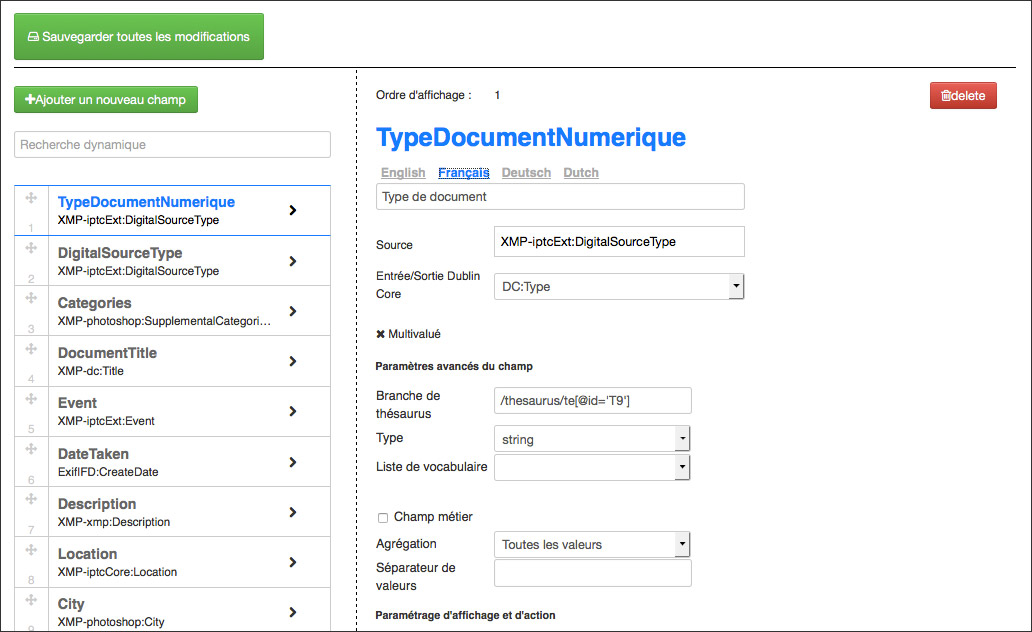 Sauvegarder toutes les modifications
Ajouter un nouveau champ
Recherche dynamique
TypeDocumentNumerique
XMP-iptcExt:DigitalSourceType
1
DigitalSourceType
XMP-iptcExt:DigitalSourceType
2
Categories
XMP-photoshop:SupplementalCategori...
3
DocumentTitle
XMP-dc:Title
4
Event
XMP-iptcExt:Event
5
DateTaken
ExifIFD:CreateDate
6
Description
XMP-xmp:Description
7
Location
XMP-iptcCore:Location
8
City
XMP-photoshop:City
Ordre d'affichage : 1
delete
TypeDocumentNumerique
English Français Deutsch Dutch
Type de document
Source XMP-iptcExt:DigitalSourceType
Entrée/Sortie Dublin
Core
DC:Type
Multivalué
Paramètres avancés du champ
Branche de
thésaurus
/thesaurus/te[@id='T9']
Type string
Liste de vocabulaire
Champ métier
Agrégation Toutes les valeurs
Séparateur de
valeurs
Paramétrage d'affichage et d'action